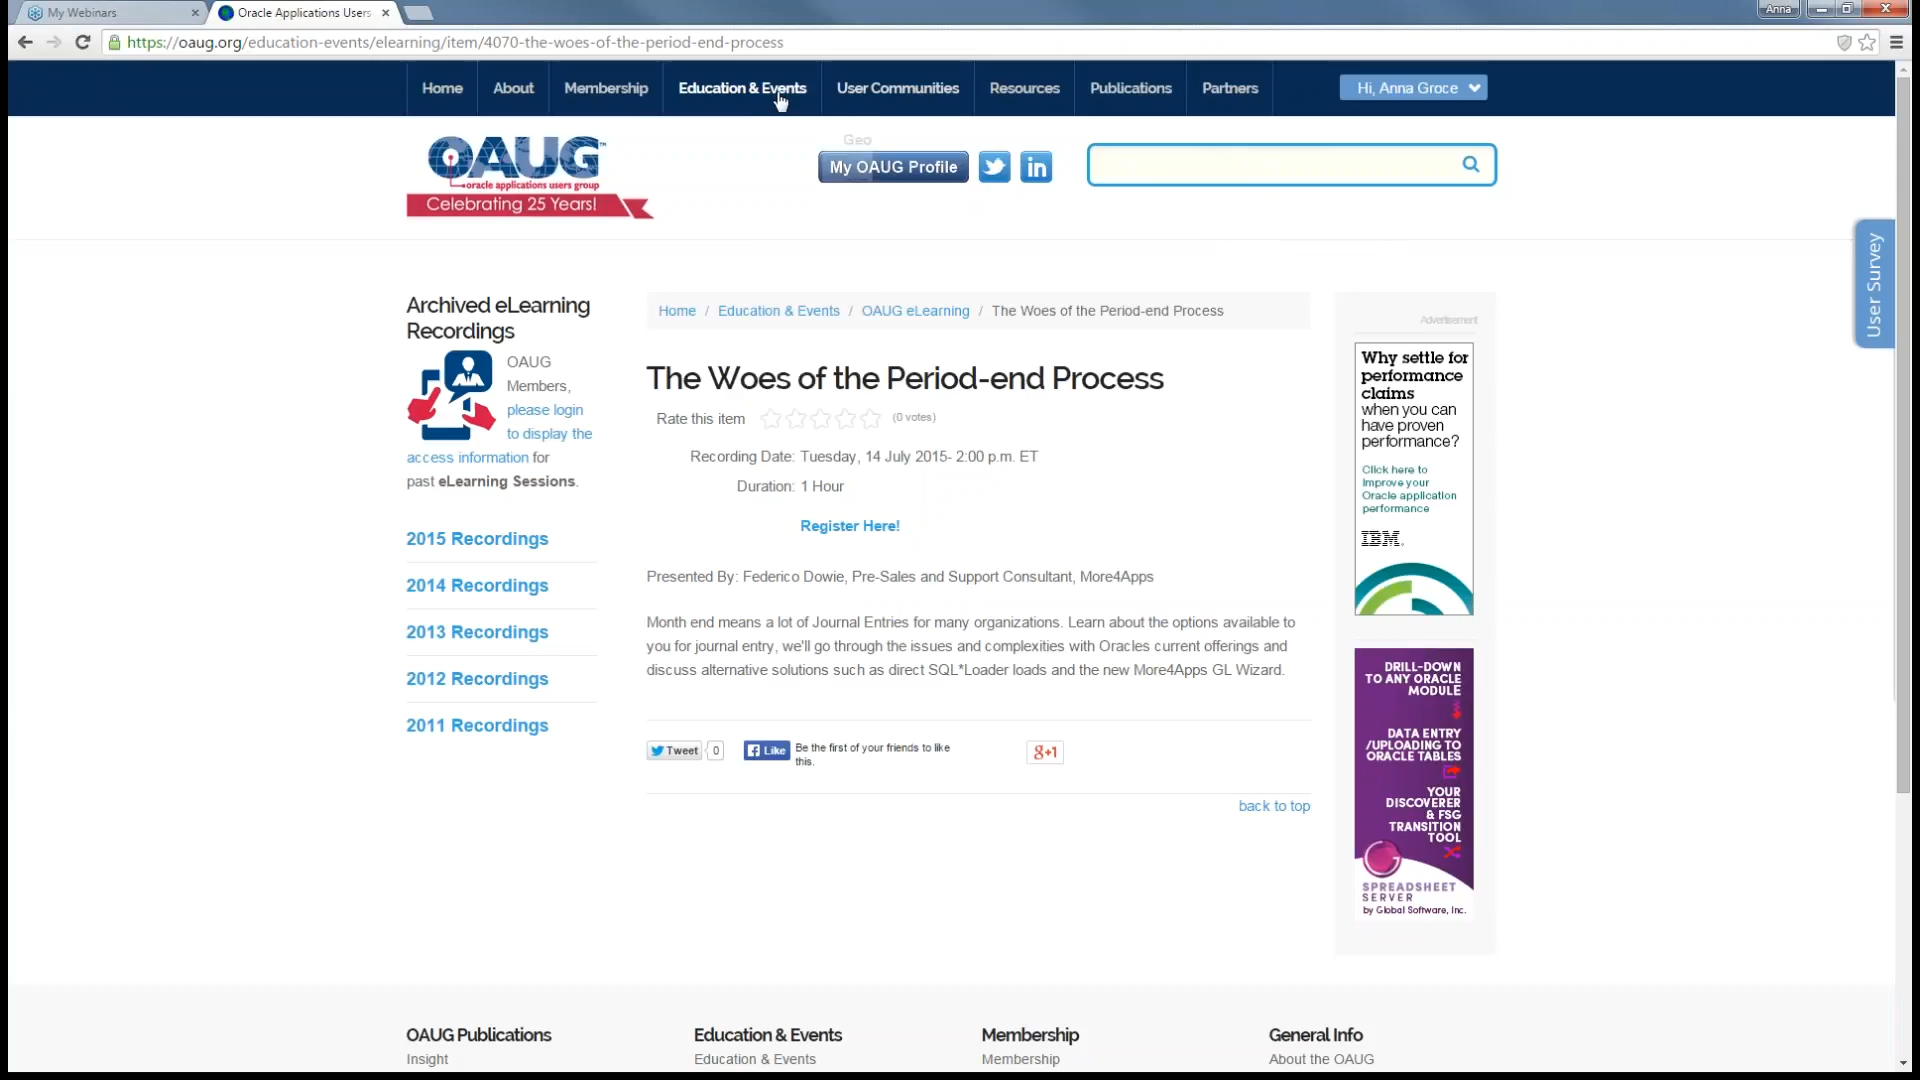 My Webinars
Oracle Applications Users
Anna
https://oaug.org/education-events/elearning/item/4070-the-woes-of-the-period-end-process
Home
About
Membership
Education & Events
User Communities
Resources
Publications
Partners
Hi, Anna Groce
Geo
OAUG
oracle applications users group
Celebrating 25 Years!
My OAUG Profile
User Survey
Archived eLearning
Recordings
OAUG
Members,
please login
to display the
access information for
past eLearning Sessions.
2015 Recordings
2014 Recordings
2013 Recordings
2012 Recordings
2011 Recordings
Home / Education & Events / OAUG eLearning / The Woes of the Period-end Process
The Woes of the Period-end Process
Rate this item
(0 votes)
Recording Date: Tuesday, 14 July 2015- 2:00 p.m. ET
Duration: 1 Hour
Register Here!
Presented By: Federico Dowie, Pre-Sales and Support Consultant, More4Apps
Month end means a lot of Journal Entries for many organizations. Learn about the options available to
you for journal entry, we'll go through the issues and complexities with Oracles current offerings and
discuss alternative solutions such as direct SQL*Loader loads and the new More4Apps GL Wizard.
Tweet
0
Like
Be the first of your friends to like
this.
g+1
back to top
Advertisement
Why settle for
performance
claims
when you can
have proven
performance?
Click here to
Improve your
Oracle application
performance
IBM.
DRILL-DOWN
TO ANY ORACLE
MODULE
DATA ENTRY
/UPLOADING TO
ORACLE TABLES
YOUR
DISCOVERER
& FSG
TRANSITION
TOOL
SPREADSHEET
SERVER
by Global Software, Inc.
OAUG Publications
Insight
Education & Events
Education & Events
Membership
Membership
General Info
About the OAUG